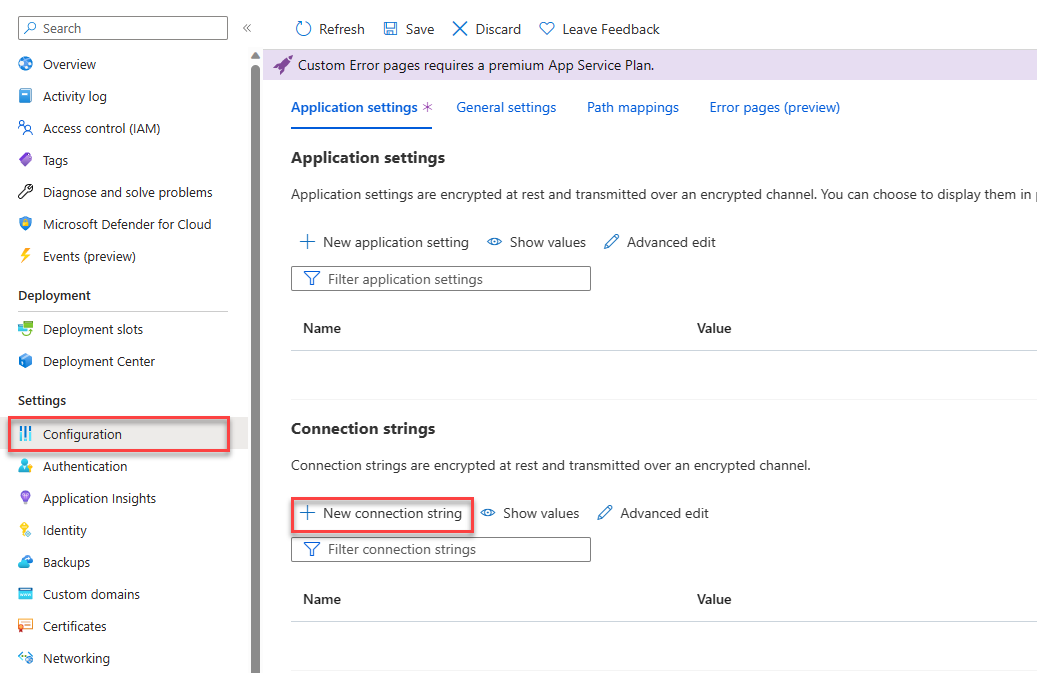 Search
«
Overview
Activity log
Access control (IAM)
Tags
Diagnose and solve problems
Microsoft Defender for Cloud
Events (preview)
Deployment
Deployment slots
Deployment Center
Settings
Configuration
Authentication
Application Insights
Identity
Backups
Custom domains
Certificates
Networking
Refresh Save Discard Leave Feedback
Custom Error pages requires a premium App Service Plan.
Application settings * General settings Path mappings Error pages (preview)
Application settings
Application settings are encrypted at rest and transmitted over an encrypted channel. You can choose to display them in
New application setting Show values Advanced edit
Filter application settings
Name Value
Connection strings
Connection strings are encrypted at rest and transmitted over an encrypted channel.
New connection string Show values Advanced edit
Filter connection strings
Name Value